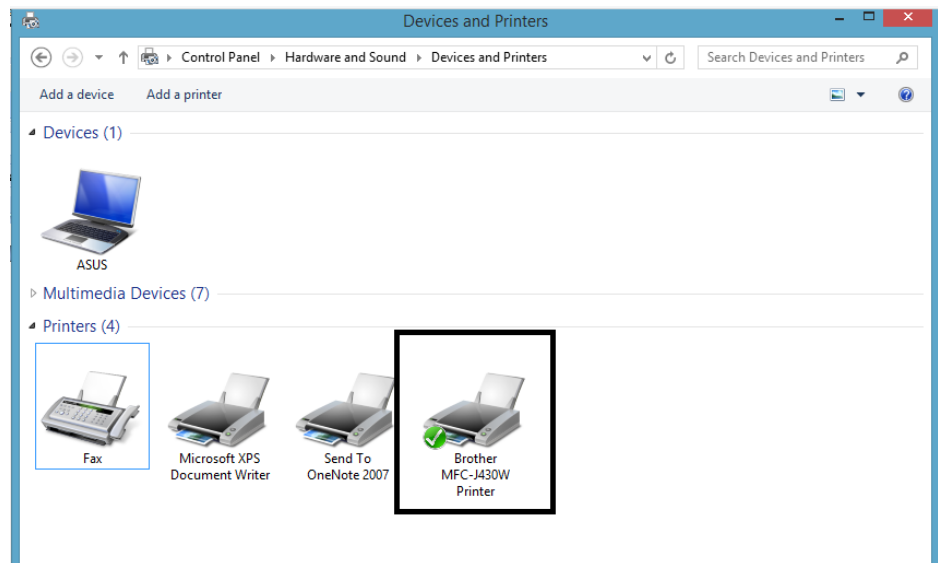 Devices and Printers
Control Panel Hardware and Sound Devices and Printers
Search Devices and Printers
Add a device Add a printer
Devices (1)
ASUS
Multimedia Devices (7)
Printers (4)
Fax
Microsoft XPS
Document Writer
Send To
OneNote 2007
Brother
MFC-J430W
Printer